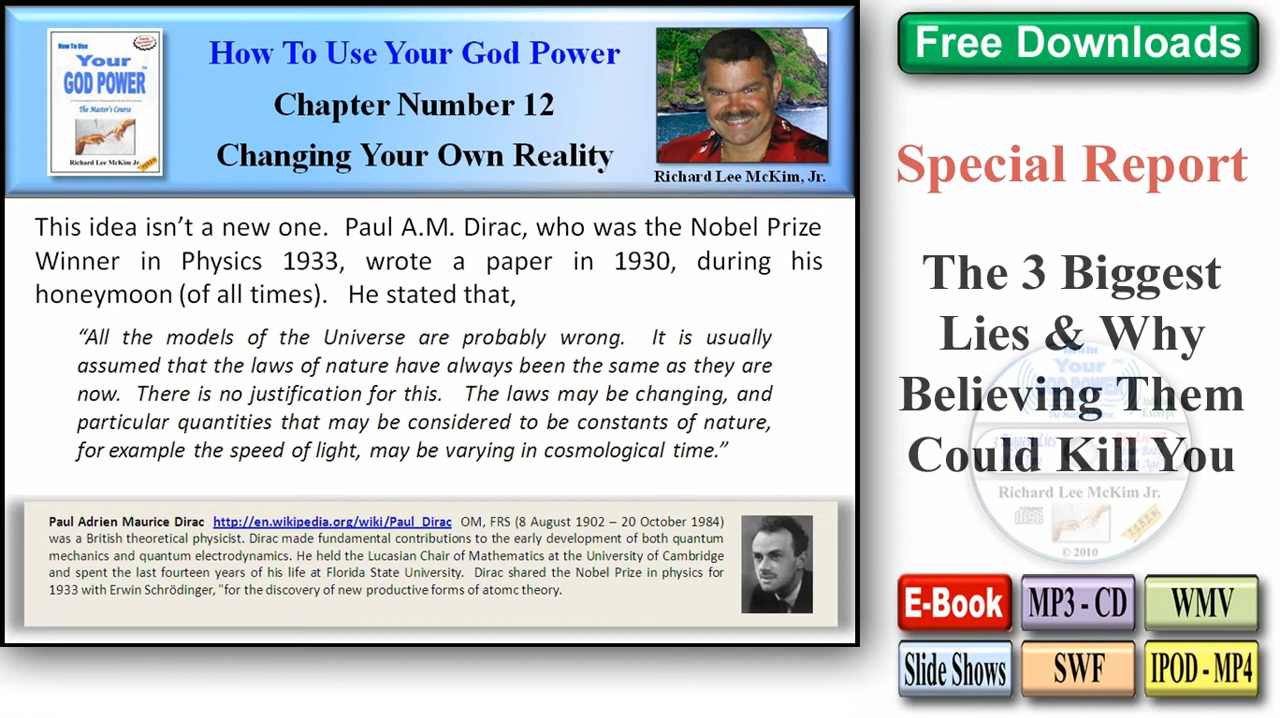 How To Use
Your
GOD POWER
The Master's Course
Richard Lee McKim Jr.
How To Use Your God Power
Chapter Number 12
Changing Your Own Reality
Richard Lee McKim, Jr.
This idea isn’t a new one. Paul A.M. Dirac, who was the Nobel Prize
Winner in Physics 1933, wrote a paper in 1930, during his
honeymoon (of all times). He stated that,
“All the models of the Universe are probably wrong. It is usually
assumed that the laws of nature have always been the same as they are
now. There is no justification for this. The laws may be changing, and
particular quantities that may be considered to be constants of nature,
for example the speed of light, may be varying in cosmological time.”
Paul Adrien Maurice Dirac http://en.wikipedia.org/wiki/Paul_Dirac OM, FRS (8 August 1902 – 20 October 1984)
was a British theoretical physicist. Dirac made fundamental contributions to the early development of both quantum
mechanics and quantum electrodynamics. He held the Lucasian Chair of Mathematics at the University of Cambridge
and spent the last fourteen years of his life at Florida State University. Dirac shared the Nobel Prize in physics for
1933 with Erwin Schrödinger, "for the discovery of new productive forms of atomc theory.
Free Downloads
Special Report
The 3 Biggest
Lies & Why
Believing Them
Could Kill You
Your
GOD POWER
The Master's Course
Excerpt
Richard Lee McKim Jr.
disc
© 2010
E-Book
MP3 - CD
WMV
Slide Shows
SWF
IPOD - MP4